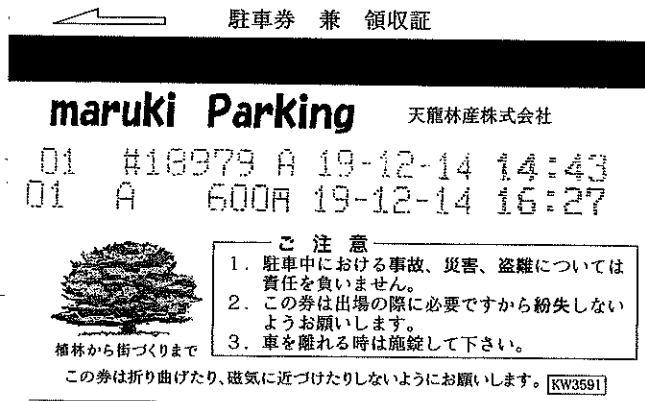 駐車券 兼 領収証
maruki Parking 天龍林産株式会社
01 #18979 A 19-12-14 14:43
01 A 600円 19-12-14 16:27
ご注意
1. 駐車中における事故、災害、盗難については
責任を負いません。
2. この券は出場の際に必要ですから紛失しない
ようお願いします。
3. 車を離れる時は施錠して下さい。
植林から街づくりまで
この券は折り曲げたり、磁気に近づけたりしないようにお願いします。 KW3591